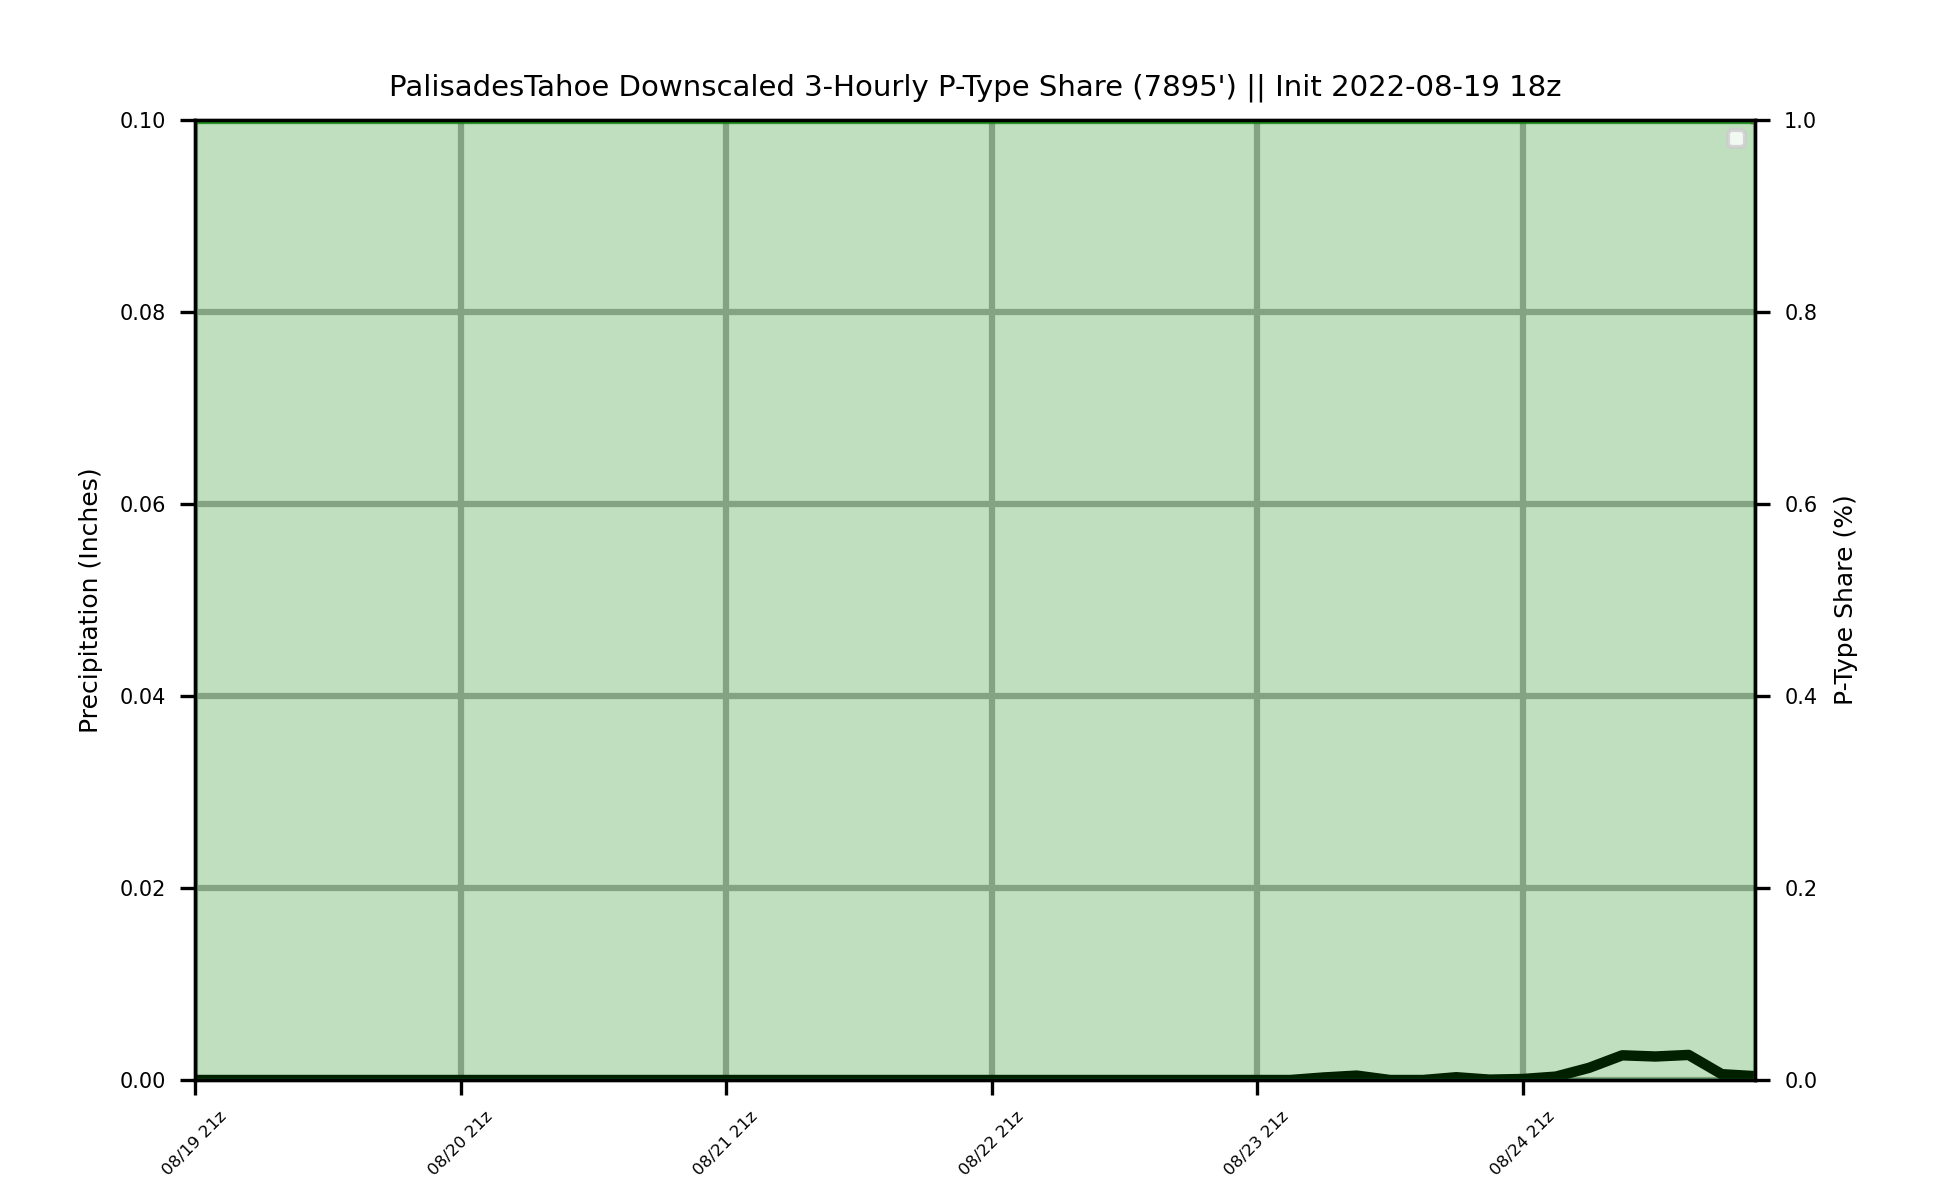 PalisadesTahoe Downscaled 3-Hourly P-Type Share (7895') || Init 2022-08-19 18z
0.10
0.08
0.06
0.04
0.02
0.00
Precipitation (Inches)
1.0
0.8
0.6
0.4
0.2
0.0
P-Type Share (%)
08/19 21z
08/20 21z
08/21 21z
08/22 21z
08/23 21z
08/24 21z